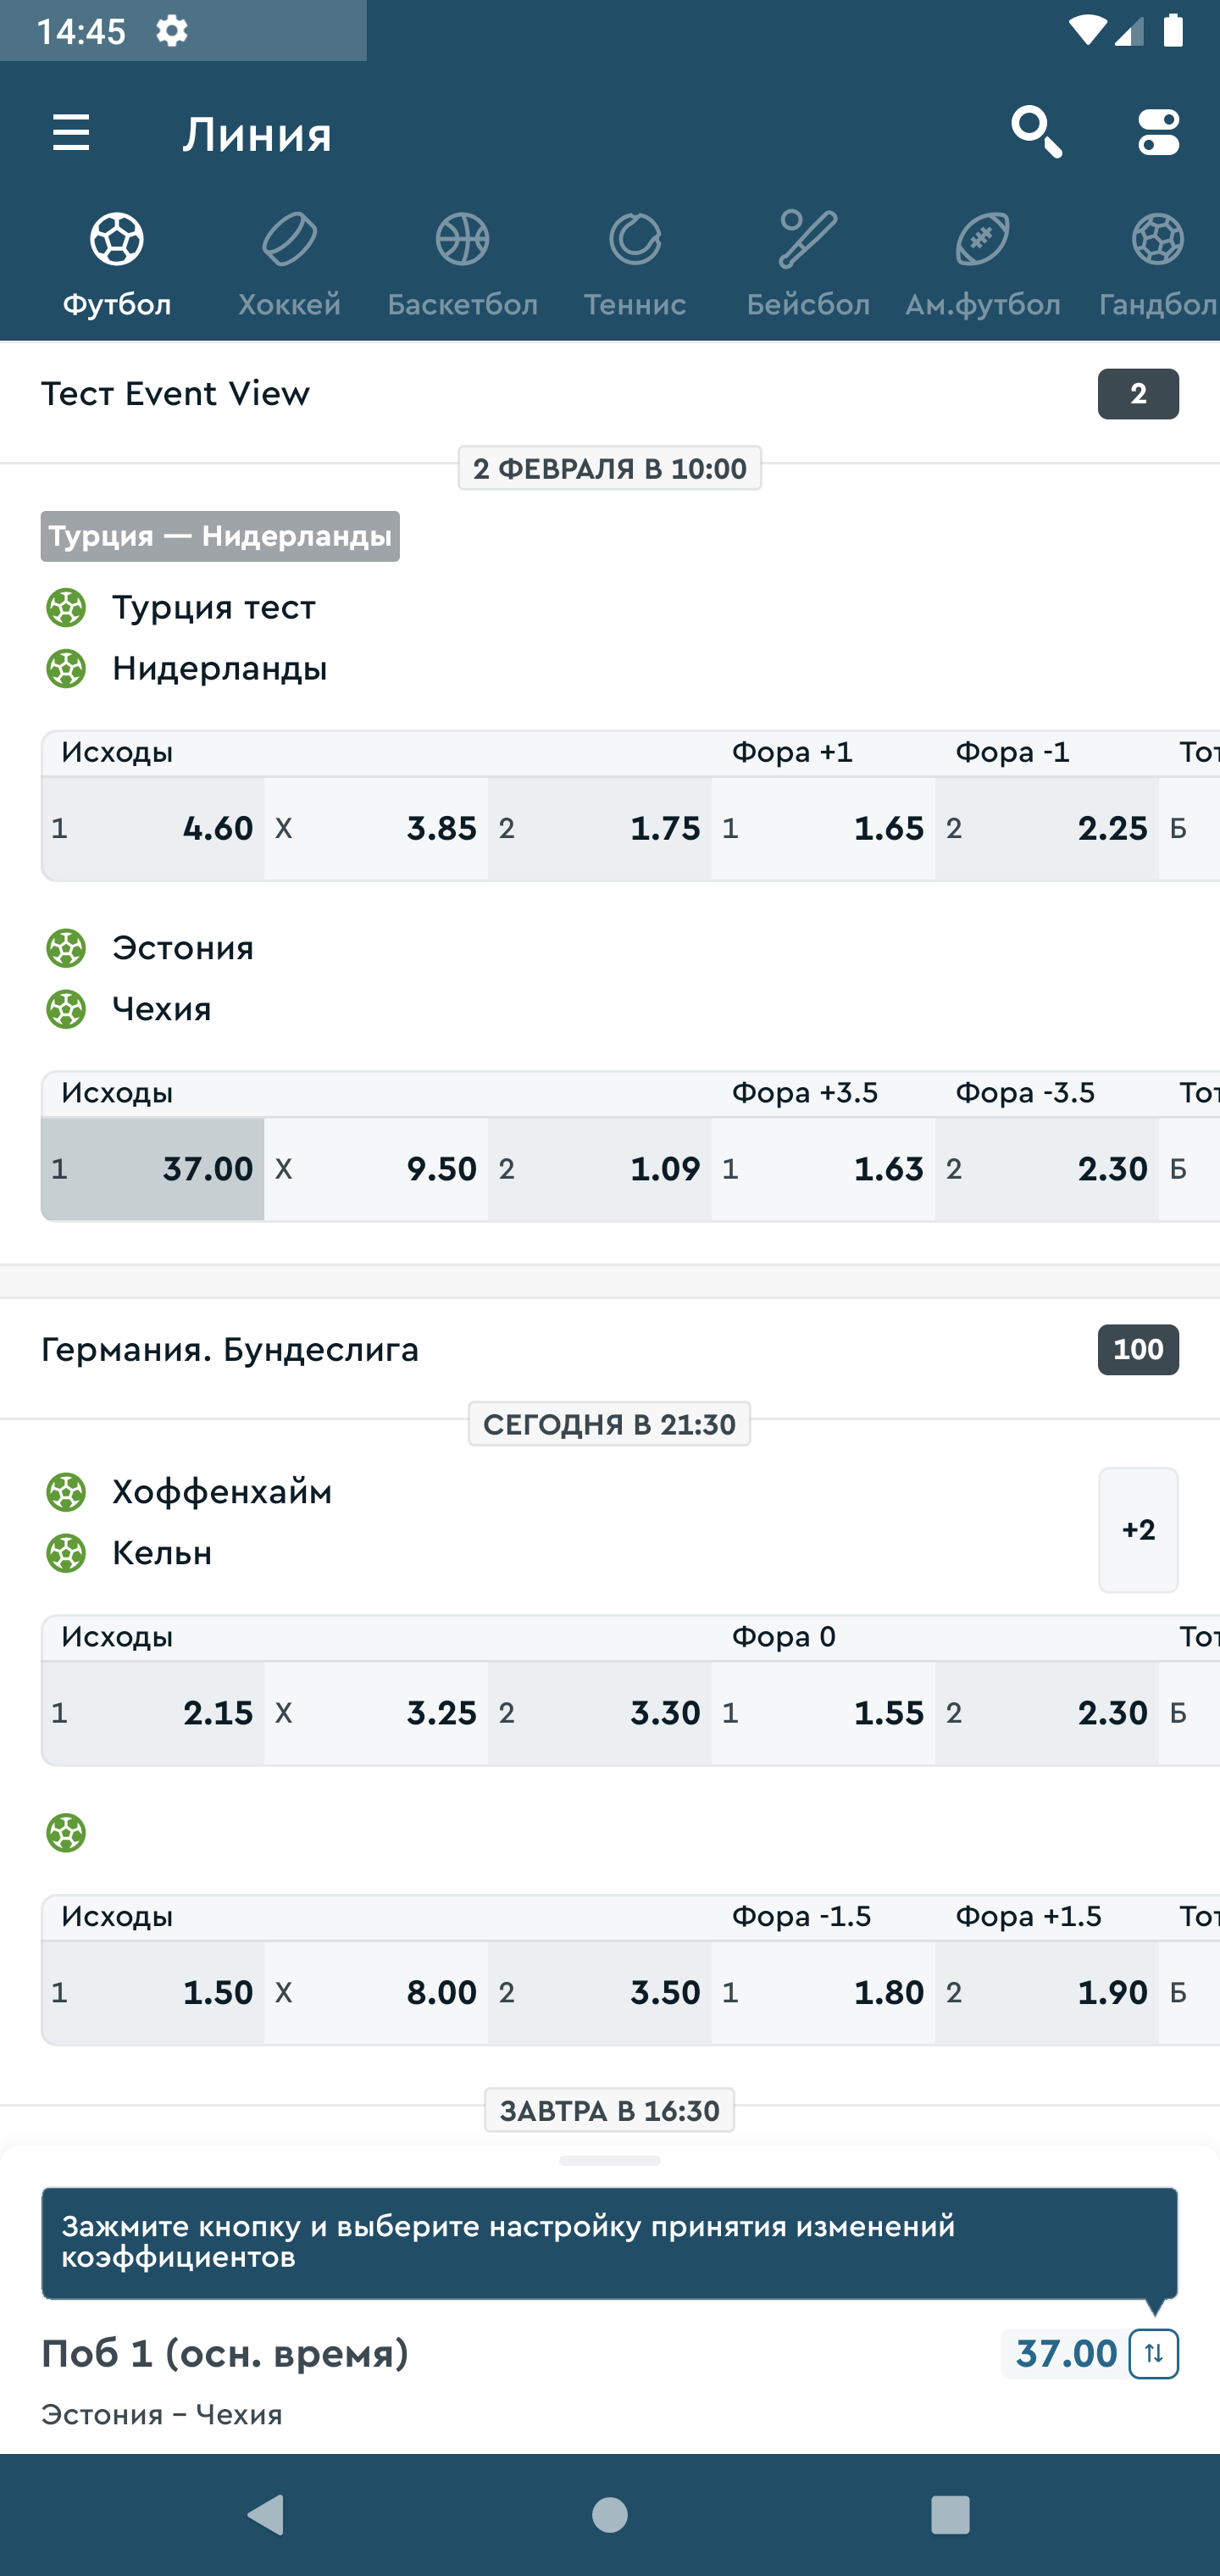 14:45
Линия
Футбол Хоккей Баскетбол Теннис Бейсбол Ам.футбол Гандбол
Тест Event View 2
2 ФЕВРАЛЯ В 10:00
Турция — Нидерланды
Турция тест
Нидерланды
Исходы Фора +1 Фора -1 Тот
1 4.60 X 3.85 2 1.75 1 1.65 2 2.25 Б
Эстония
Чехия
Исходы Фора +3.5 Фора -3.5 Тот
1 37.00 X 9.50 2 1.09 1 1.63 2 2.30 Б
Германия. Бундеслига 100
СЕГОДНЯ В 21:30
Хоффенхайм
+2
Кельн
Исходы Фора 0 Тот
1 2.15 X 3.25 2 3.30 1 1.55 2 2.30 Б
Исходы Фора -1.5 Фора +1.5 Тот
1 1.50 X 8.00 2 3.50 1 1.80 2 1.90 Б
ЗАВТРА В 16:30
Зажмите кнопку и выберите настройку принятия изменений
коэффициентов
Поб 1 (осн. время) 37.00
Эстония – Чехия